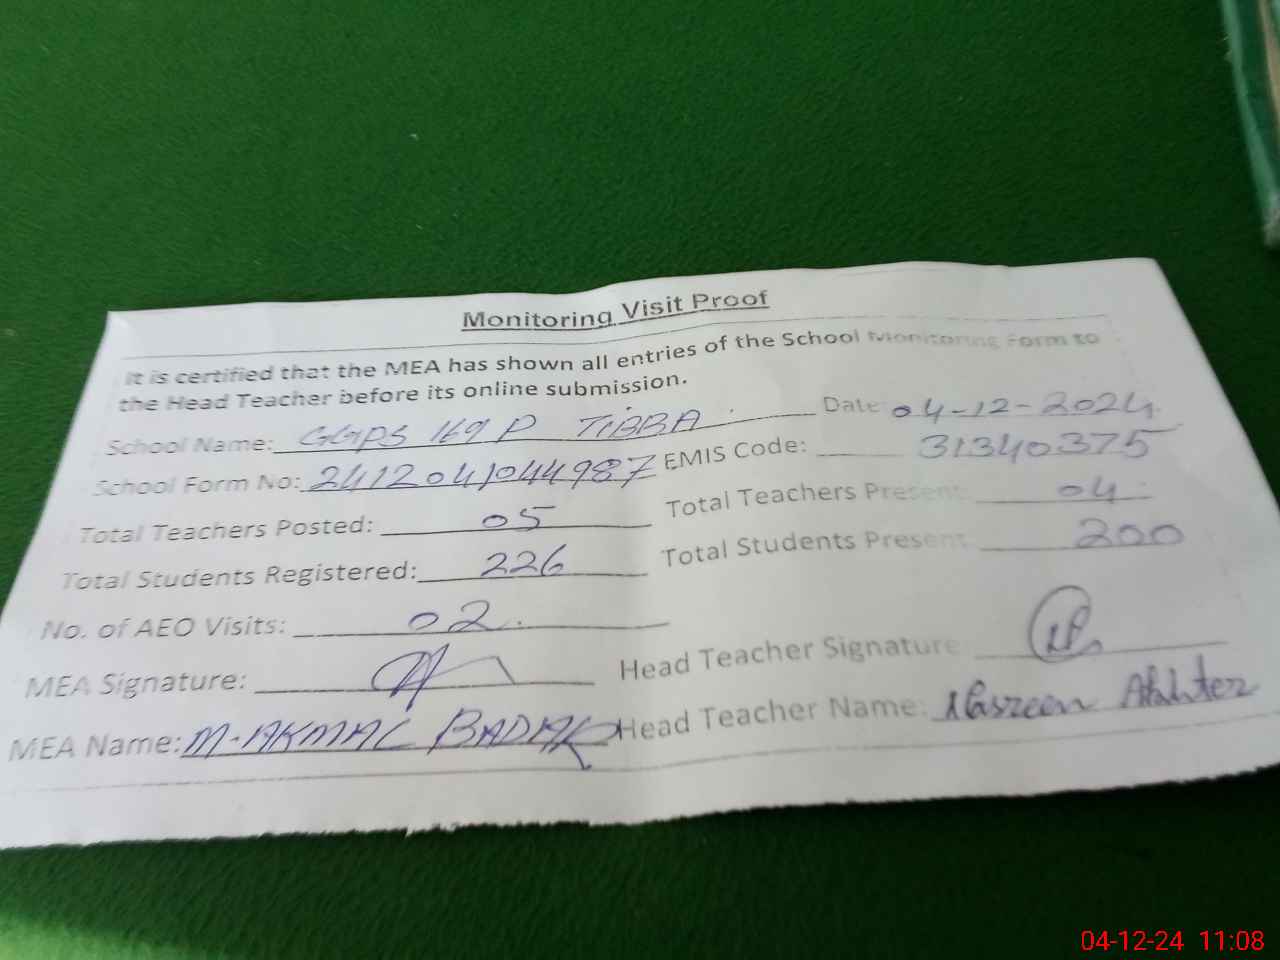 Monitoring Visit Proof
It is certified that the MEA has shown all entries of the School Monitoring Form to
the Head Teacher before its online submission.
School Name: GGPS 169 P TIBBA Date: 04-12-2024
School Form No: 2412041044987 EMIS Code: 31340375
Total Teachers Posted: 05 Total Teachers Present: 04
Total Students Registered: 226 Total Students Present: 200
No. of AEO Visits: 02
MEA Signature: Head Teacher Signature
MEA Name: M. AKMAL BADAR Head Teacher Name: Nasreen Akhter
04-12-24 11:08